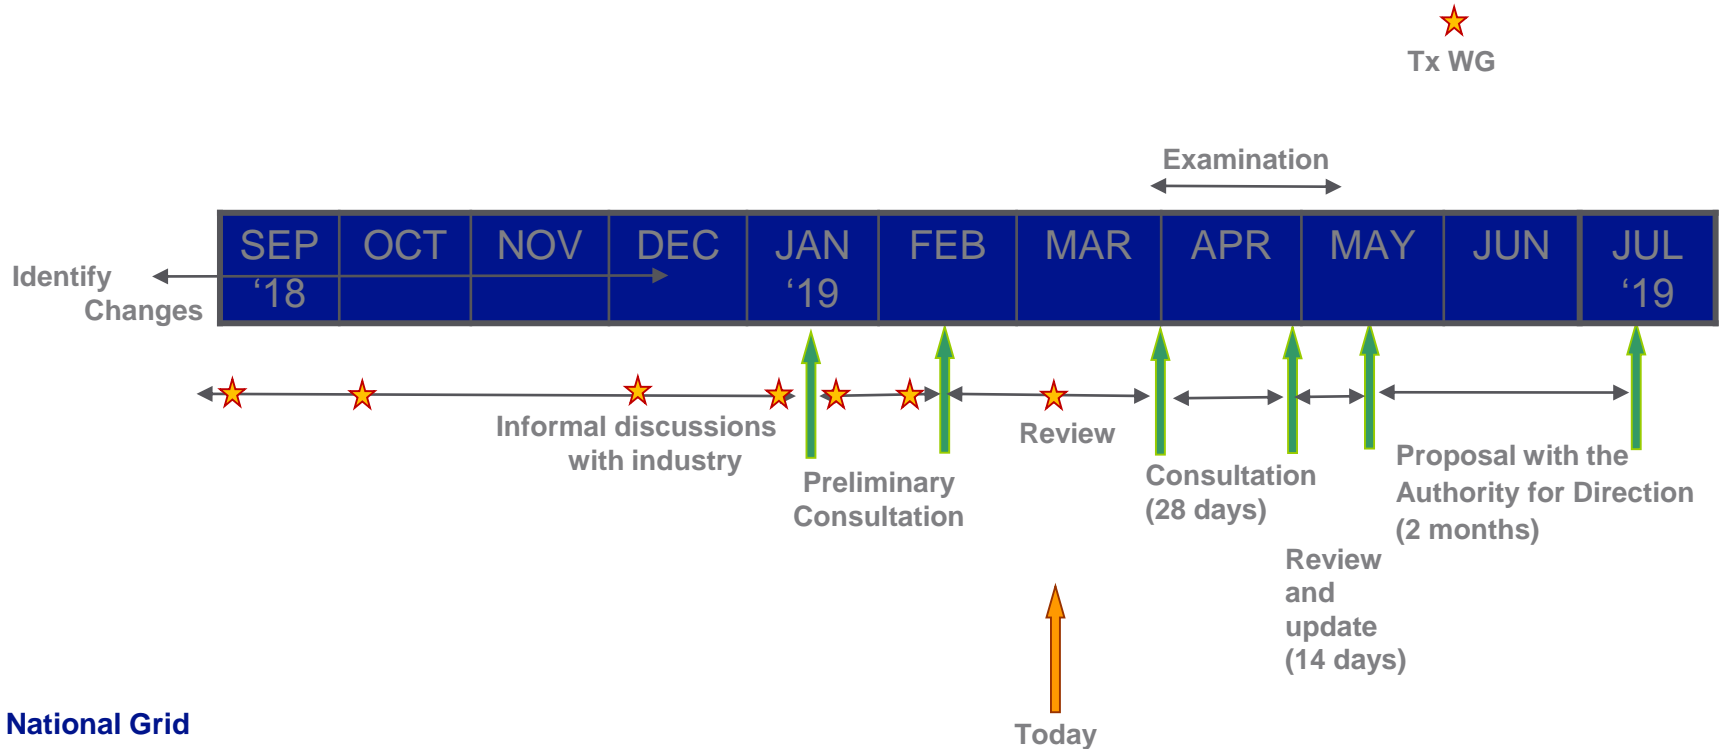 Tx WG
Examination
SEP
‘18
OCT
NOV
DEC
JAN
‘19
FEB
MAR
APR
MAY
JUN
JUL
‘19
Identify
Changes
Informal discussions
with industry
Preliminary
Consultation
Review
Consultation
(28 days)
Review
and
update
(14 days)
Proposal with the
Authority for Direction
(2 months)
Today
National Grid